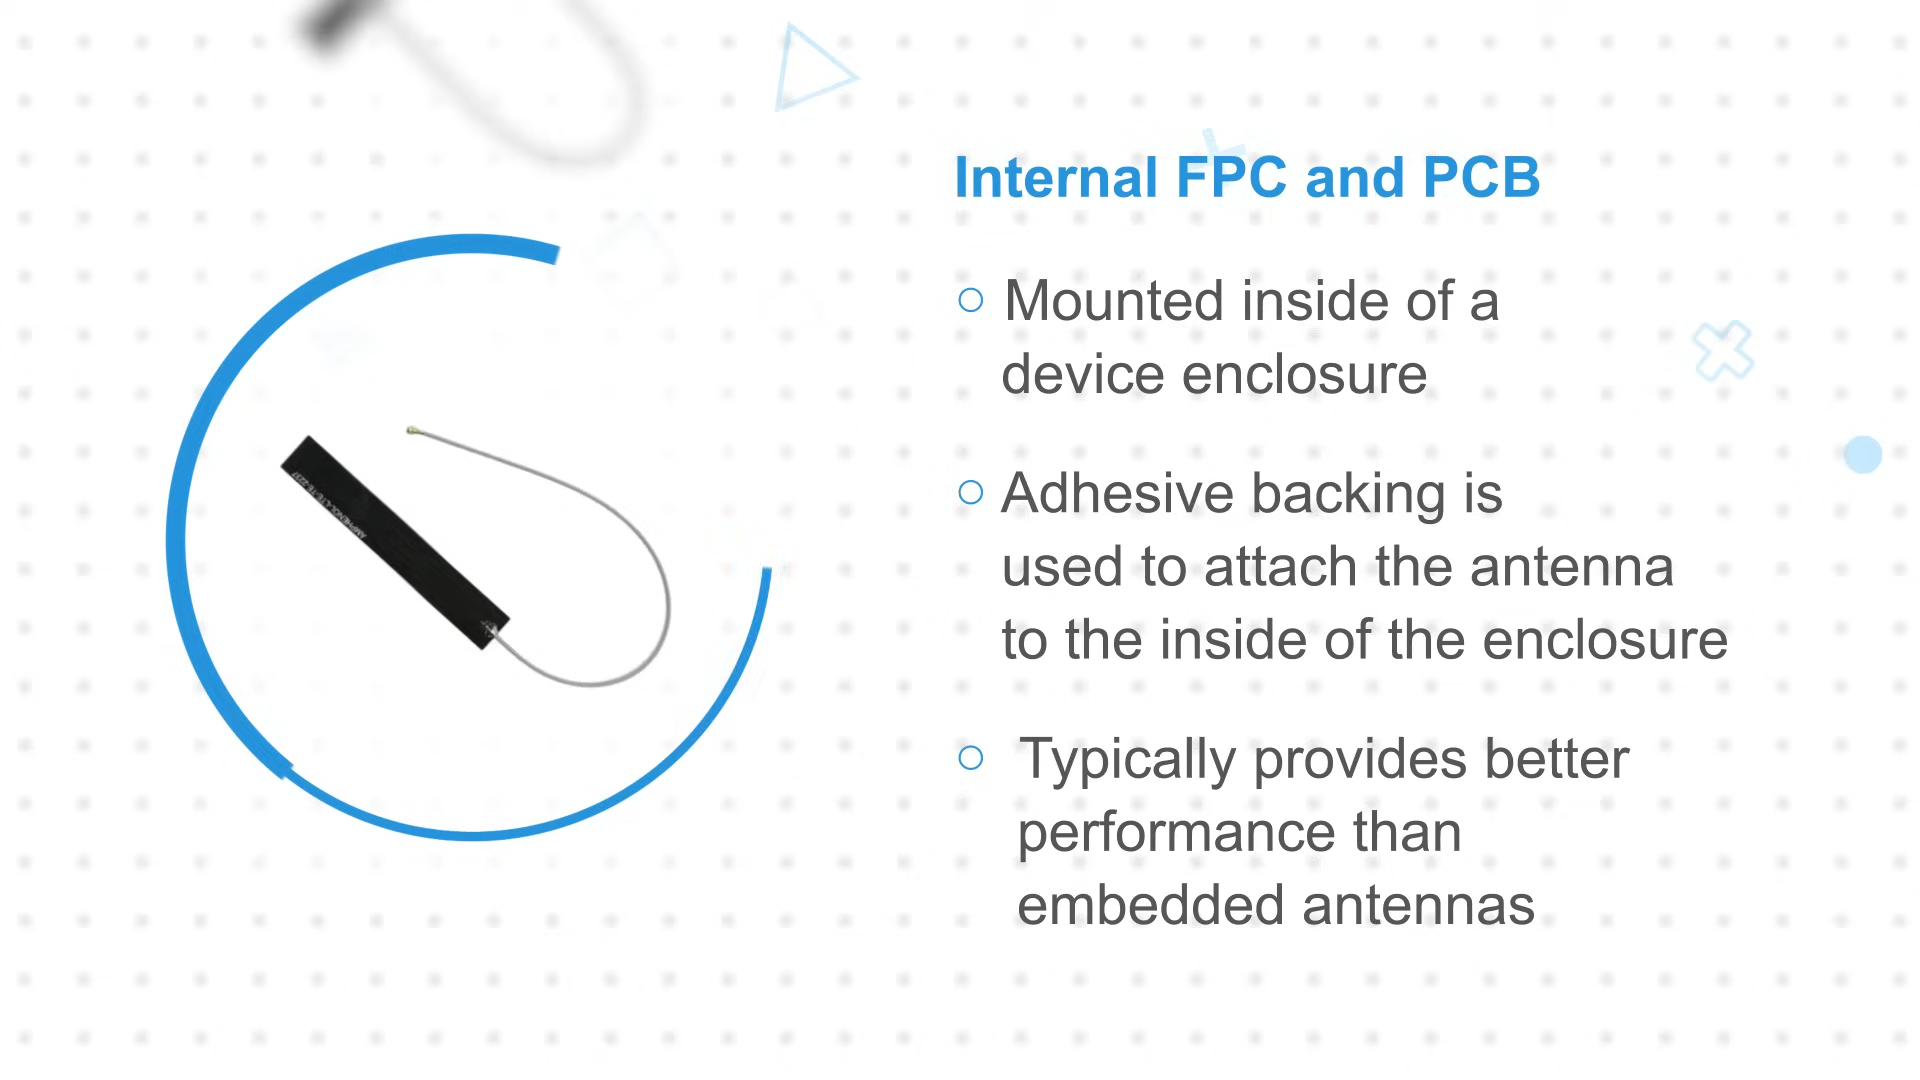 Internal FPC and PCB
Mounted inside of a
device enclosure
Adhesive backing is
used to attach the antenna
to the inside of the enclosure
Typically provides better
performance than
embedded antennas